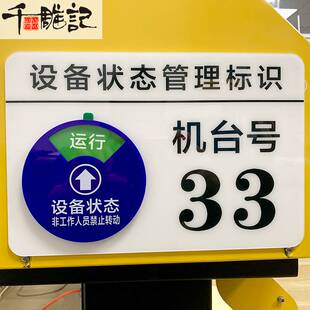 千雕記
设备状态管理标识
运行
设备状态
非工作人员禁止转动
机台号
33